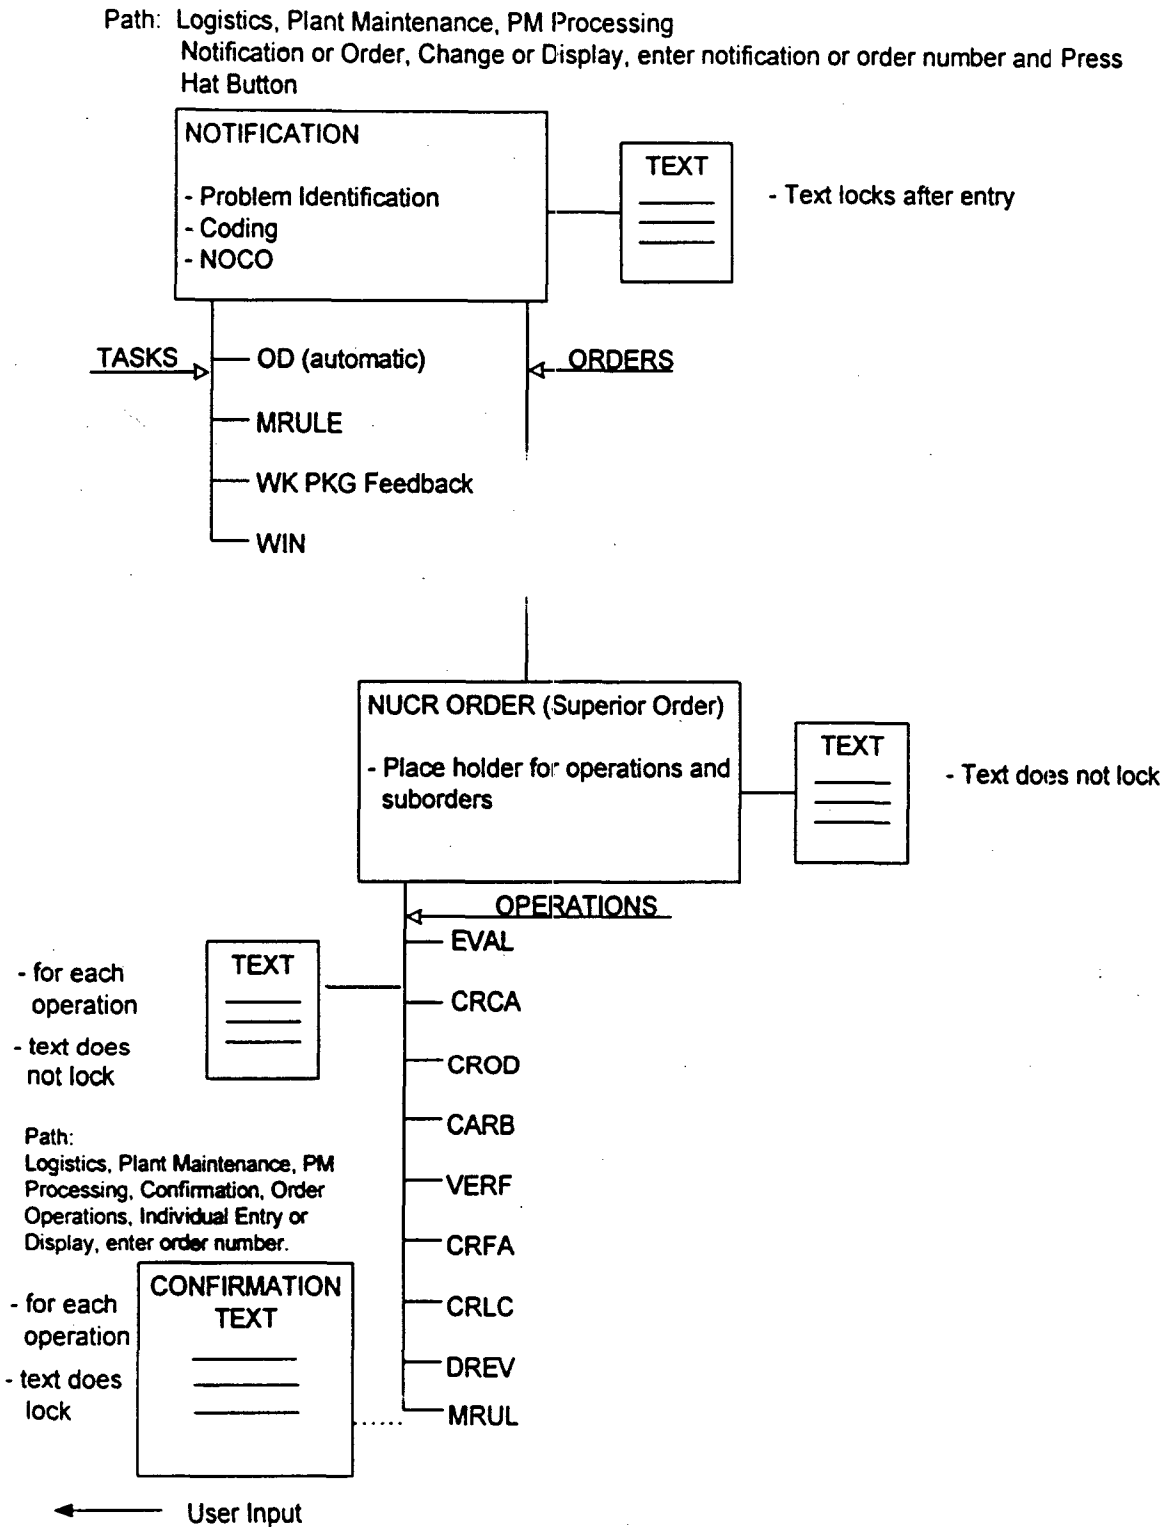 Path: Logistics, Plant Maintenance, PM Processing
Notification or Order, Change or Display, enter notification or order number and Press
Hat Button
NOTIFICATION
- Problem Identification
- Coding
- NOCO
TEXT
- Text locks after entry
TASKS
OD (automatic)
ORDERS
MRULE
WK PKG Feedback
WIN
NUCR ORDER (Superior Order)
- Place holder for operations and
suborders
TEXT
- Text does not lock
OPERATIONS
EVAL
CRCA
CROD
CARB
VERF
CRFA
CRLC
DREV
MRUL
TEXT
- for each
operation
- text does
not lock
Path:
Logistics, Plant Maintenance, PM
Processing, Confirmation, Order
Operations, Individual Entry or
Display, enter order number.
CONFIRMATION
TEXT
- for each
operation
- text does
lock
User Input